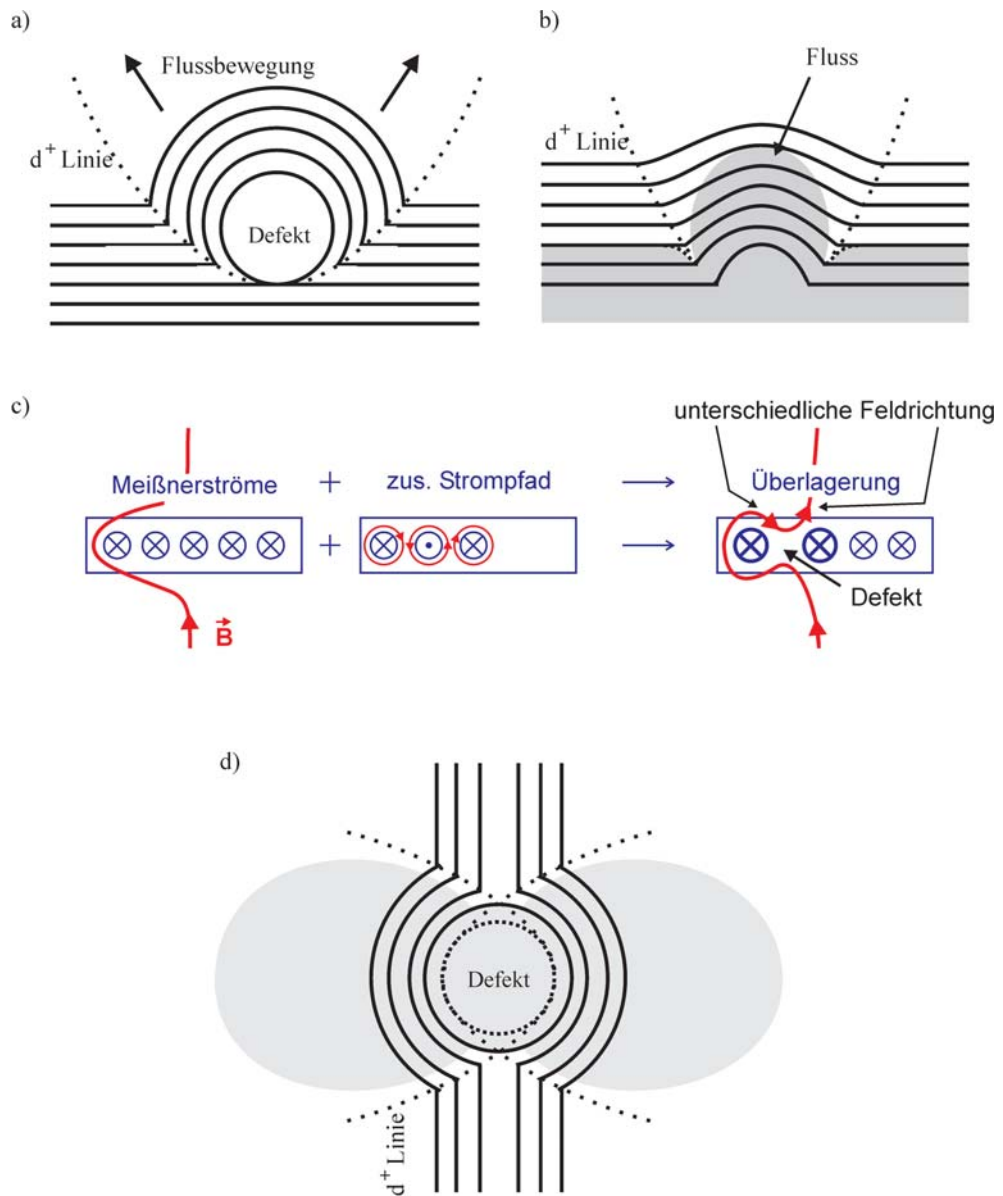 a)
Flussbewegung
d+ Linie
Defekt
b)
Fluss
d+ Linie
c)
unterschiedliche Feldrichtung
Meißnerströme + zus. Strompfad → Überlagerung
+ →
Defekt
B
d)
Defekt
d+ Linie